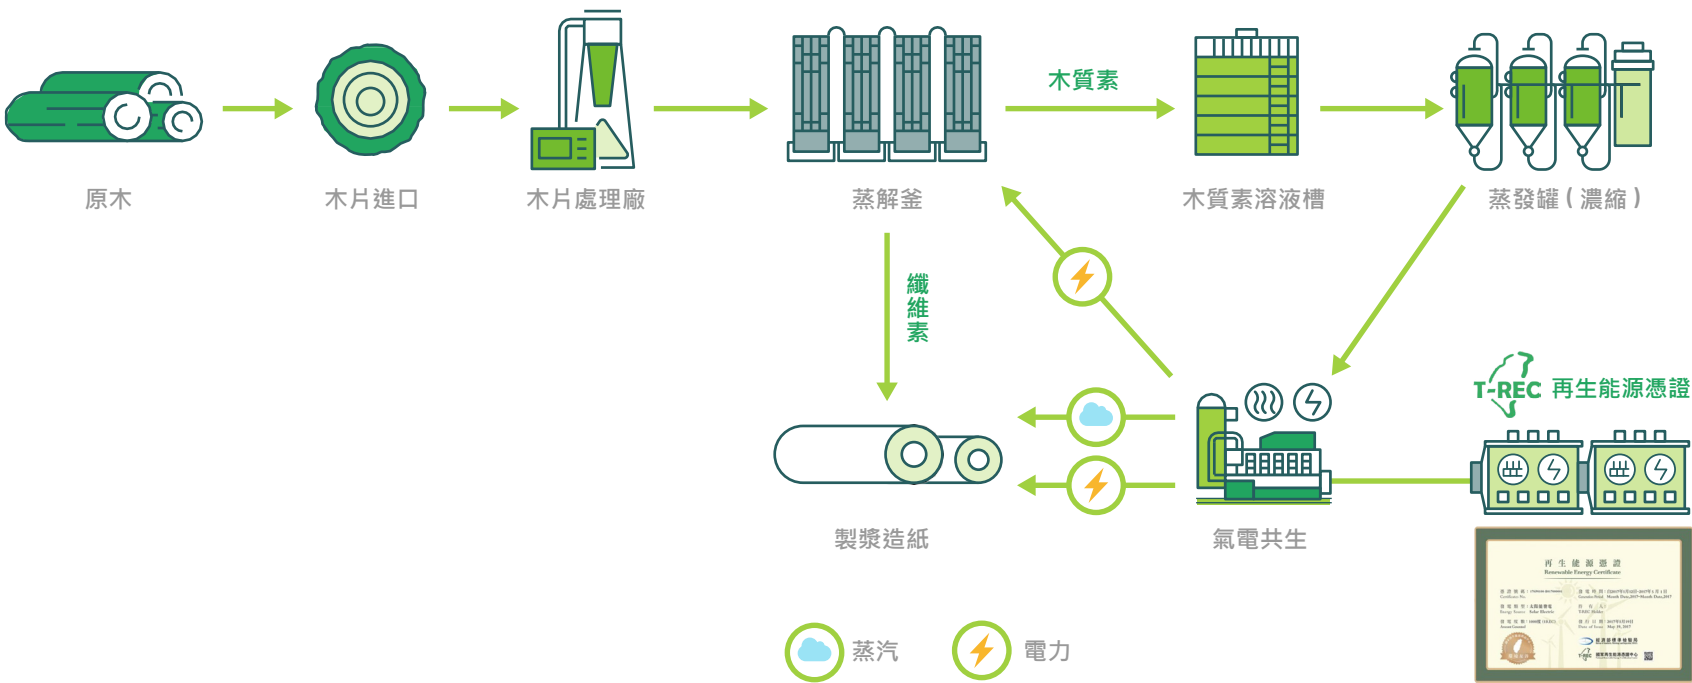 木質素
原木
木片進口
木片處理廠
蒸解釜
木質素溶液槽
蒸發罐(濃縮)
纖維素
T-REC 再生能源憑證
製漿造紙
氣電共生
再生能源憑證
Renewable Energy Certificate
T-REC
蒸汽
電力